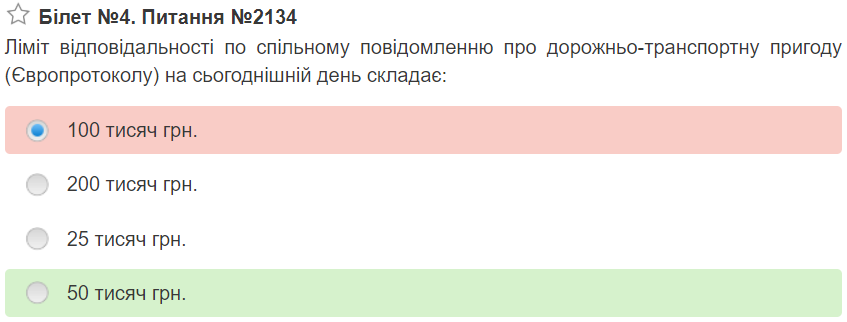 Білет №4. Питання №2134
Ліміт відповідальності по спільному повідомленню про дорожньо-транспортну пригоду
(Європротоколу) на сьогоднішній день складає:
100 тисяч грн.
200 тисяч грн.
25 тисяч грн.
50 тисяч грн.